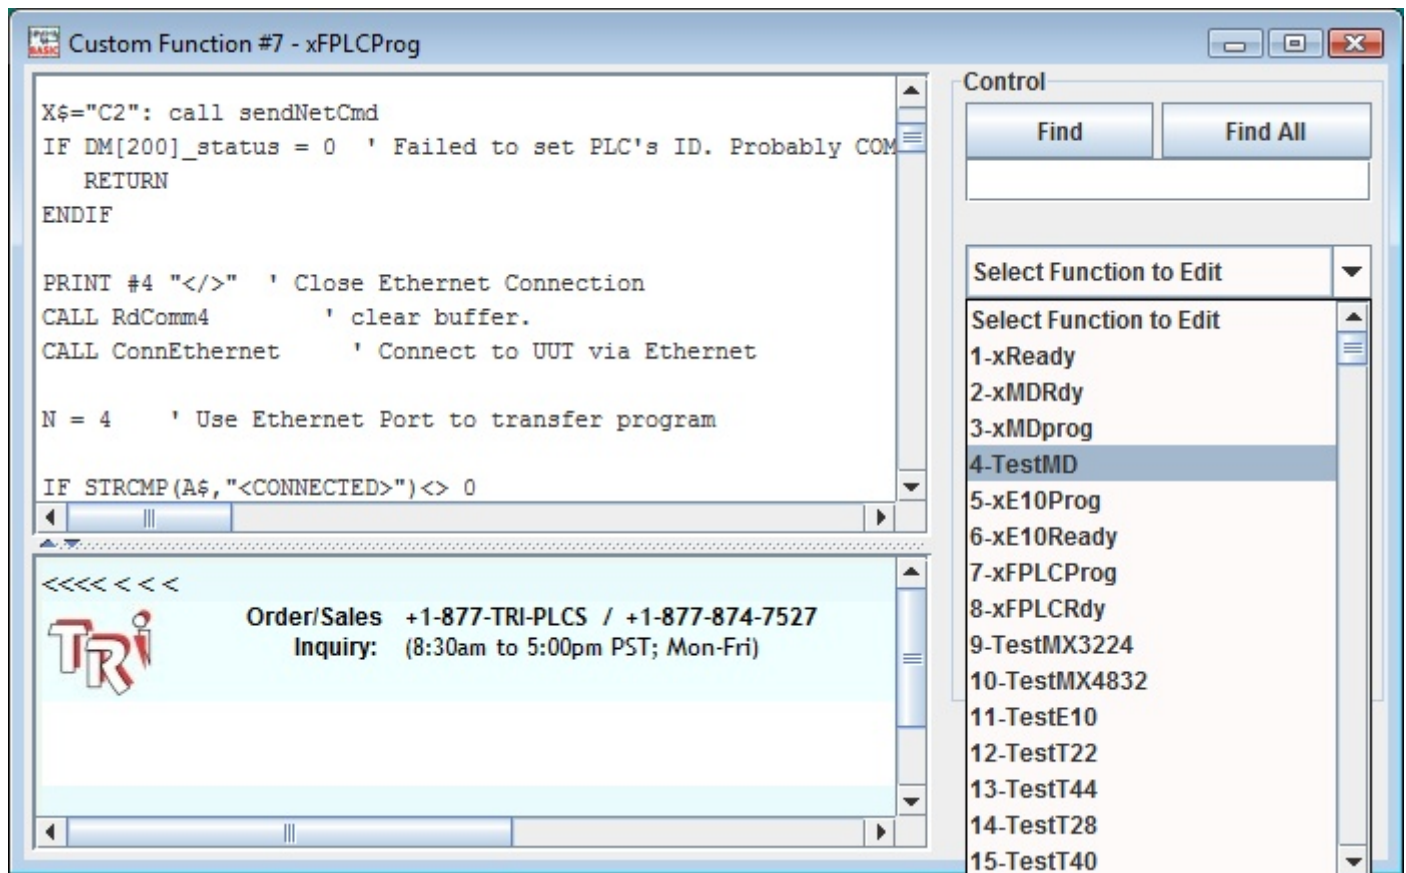 Custom Function #7 - xFPLCProg
X$="C2": call sendNetCmd
IF DM[200]_status = 0 ' Failed to set PLC's ID. Probably COM
RETURN
ENDIF
PRINT #4 "</>" ' Close Ethernet Connection
CALL RdComm4 ' clear buffer.
CALL ConnEthernet ' Connect to UUT via Ethernet
N = 4 ' Use Ethernet Port to transfer program
IF STRCMP(A$,"<CONNECTED>")<> 0
<<<< < < <
TRi
Order/Sales +1-877-TRI-PLCS / +1-877-874-7527
Inquiry: (8:30am to 5:00pm PST; Mon-Fri)
Control
Find Find All
Select Function to Edit
Select Function to Edit
1-xReady
2-xMDRdy
3-xMDprog
4-TestMD
5-xE10Prog
6-xE10Ready
7-xFPLCProg
8-xFPLCRdy
9-TestMX3224
10-TestMX4832
11-TestE10
12-TestT22
13-TestT44
14-TestT28
15-TestT40